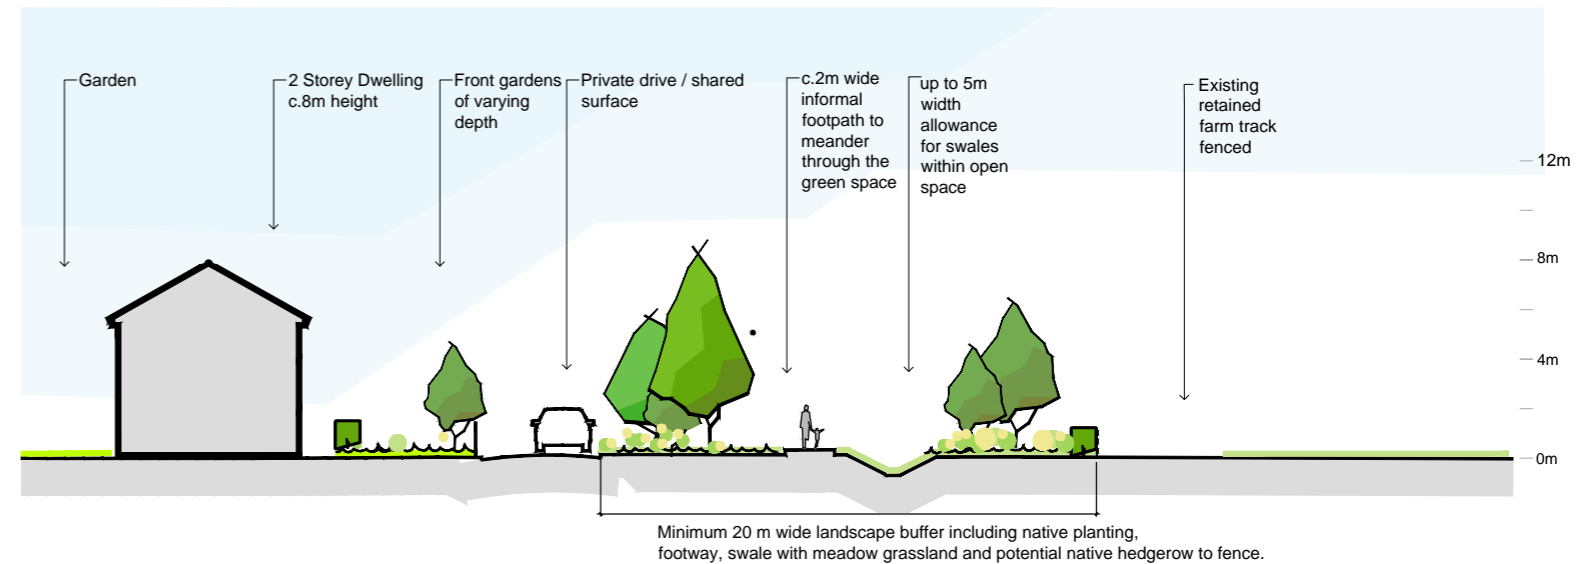 Garden
2 Storey Dwelling
c.8m height
Front gardens
of varying
depth
Private drive / shared
surface
c.2m wide
informal
footpath to
meander
through the
green space
up to 5m
width
allowance
for swales
within open
space
Existing
retained
farm track
fenced
12m
8m
4m
0m
Minimum 20 m wide landscape buffer including native planting,
footway, swale with meadow grassland and potential native hedgerow to fence.